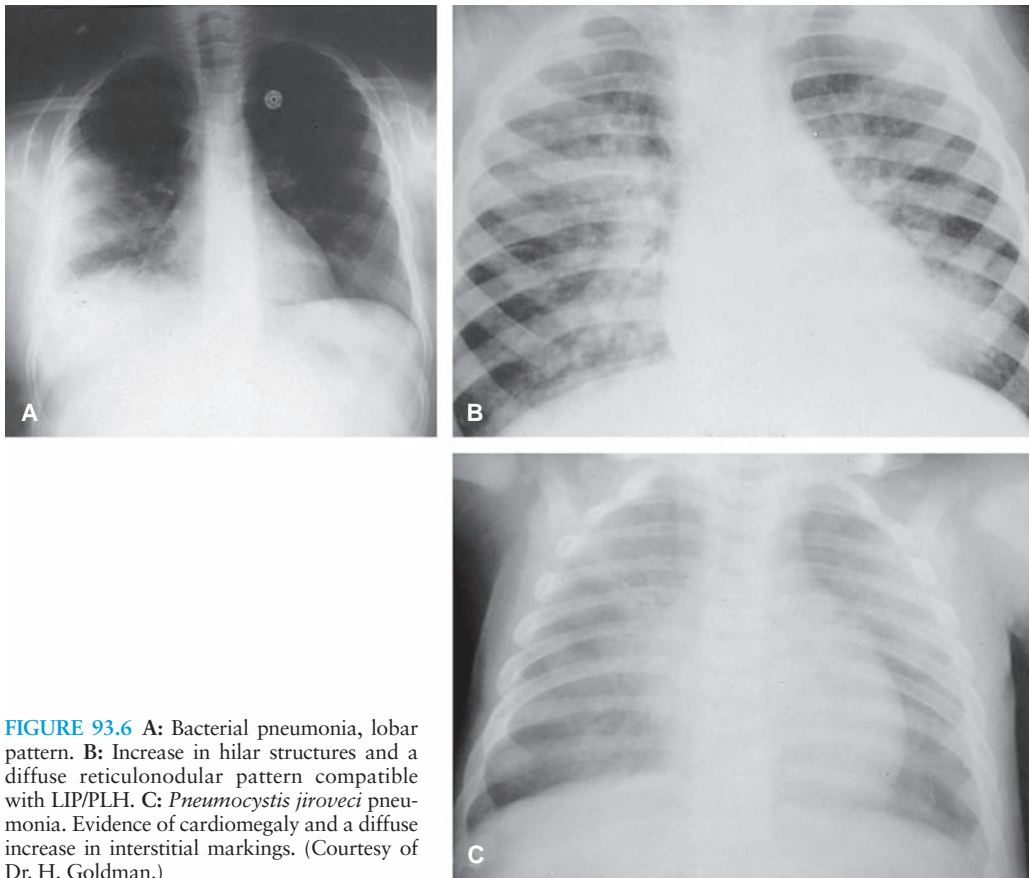 A
B
C
FIGURE 93.6 A: Bacterial pneumonia, lobar
pattern. B: Increase in hilar structures and a
diffuse reticulonodular pattern compatible
with LIP/PLH. C: Pneumocystis jiroveci pneu-
monia. Evidence of cardiomegaly and a diffuse
increase in interstitial markings. (Courtesy of
Dr. H. Goldman.)